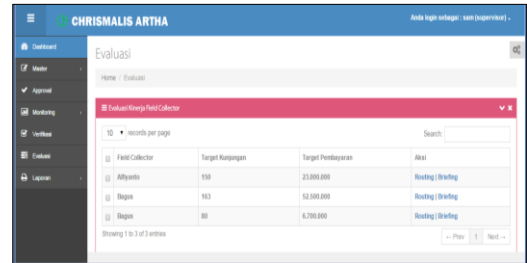 CHRISMALIS ARTHA
Anda login sebagai : sam (supervisor)
Dashboard
Master
Approval
Monitoring
Verifikasi
Evaluasi
Laporan
Evaluasi
Home / Evaluasi
Evaluasi Kinerja Field Collector
10 records per page
Search:
Field Collector Target Kunjungan Target Pembayaran Aksi
Altyanto 150 23.000.000 Routing | Briefing
Bagus 163 52.500.000 Routing | Briefing
Bagus 80 6.700.000 Routing | Briefing
Showing 1 to 3 of 3 entries
← Prev 1 Next →